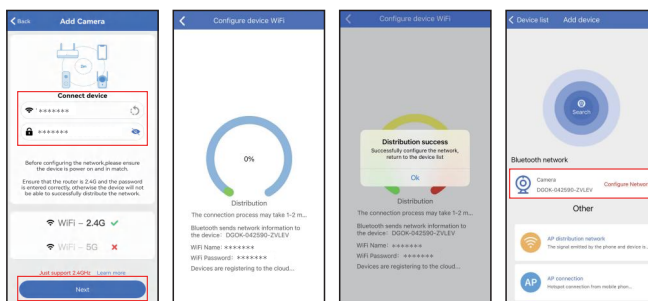 Back Add Camera
Connect device
*******
*******
Before configuring the network,please ensure
the device is power on and in match.
Ensure that the router is 2.4G and the password
is entered correctly, otherwise the device will not
be able to successfully distribute the network.
WiFi – 2.4G
WiFi – 5G
Just support 2.4GHz Learn more
Next
Configure device WiFi
0%
Distribution
The connection process may take 1-2 m...
Bluetooth sends network information to
the device: DGOK-042590-ZVLEV
WiFi Name: *******
WiFi Password: *******
Devices are registering to the cloud...
Configure device WiFi
Distribution success
Successfully configure the network,
return to the device list
Ok
Distribution
The connection process may take 1-2 m...
Bluetooth sends network information to
the device: DGOK-042590-ZVLEV
WiFi Name: *******
WiFi Password: *******
Devices are registering to the cloud...
Device list Add device
Search
Bluetooth network
Camera
DGOK-042590-ZVLEV
Configure Networ
Other
AP distribution network
The signal emitted by the phone and device is...
AP
AP connection
Hotspot connection from mobile phon...